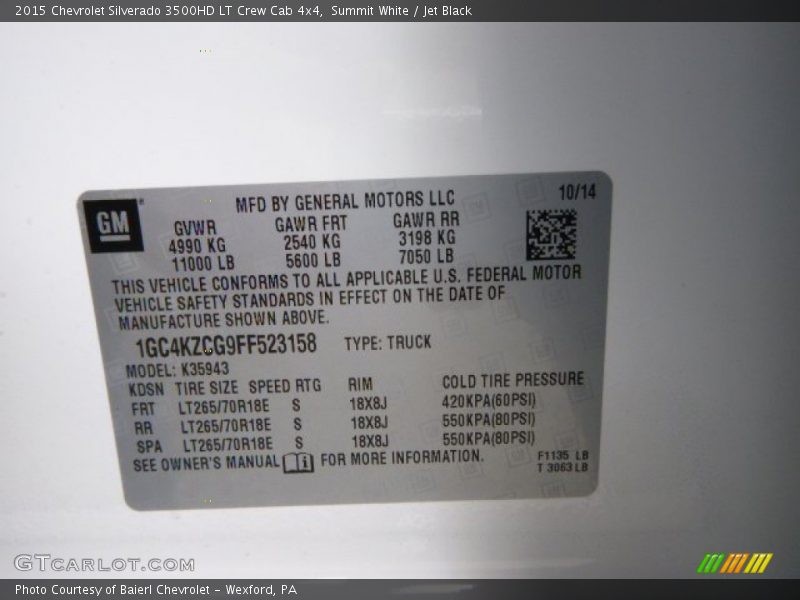 2015 Chevrolet Silverado 3500HD LT Crew Cab 4x4, Summit White / Jet Black
GM
MFD BY GENERAL MOTORS LLC 10/14
GVWR GAWR FRT GAWR RR
4990 KG 2540 KG 3198 KG
11000 LB 5600 LB 7050 LB
THIS VEHICLE CONFORMS TO ALL APPLICABLE U.S. FEDERAL MOTOR
VEHICLE SAFETY STANDARDS IN EFFECT ON THE DATE OF
MANUFACTURE SHOWN ABOVE.
1GC4KZCG9FF523158 TYPE: TRUCK
MODEL: K35943
KDSN TIRE SIZE SPEED RTG RIM COLD TIRE PRESSURE
FRT LT265/70R18E S 18X8J 420KPA(60PSI)
RR LT265/70R18E S 18X8J 550KPA(80PSI)
SPA LT265/70R18E S 18X8J 550KPA(80PSI)
SEE OWNER'S MANUAL i FOR MORE INFORMATION. F1135 LB
T 3063 LB
GTCARLOT.COM
Photo Courtesy of Baierl Chevrolet - Wexford, PA